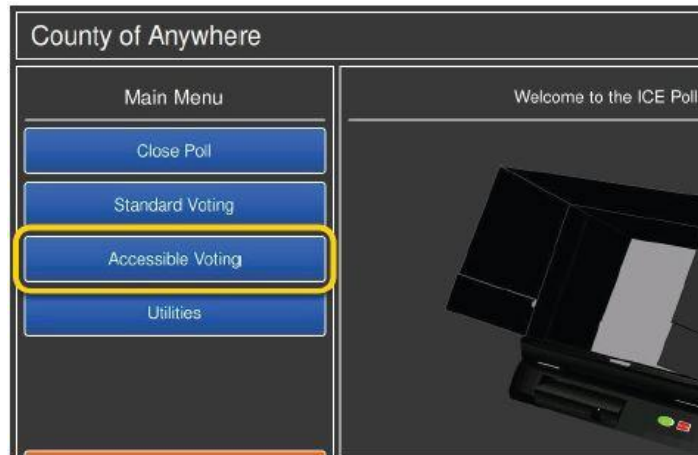 County of Anywhere
Main Menu
Welcome to the ICE Poll
Close Poll
Standard Voting
Accessible Voting
Utilities